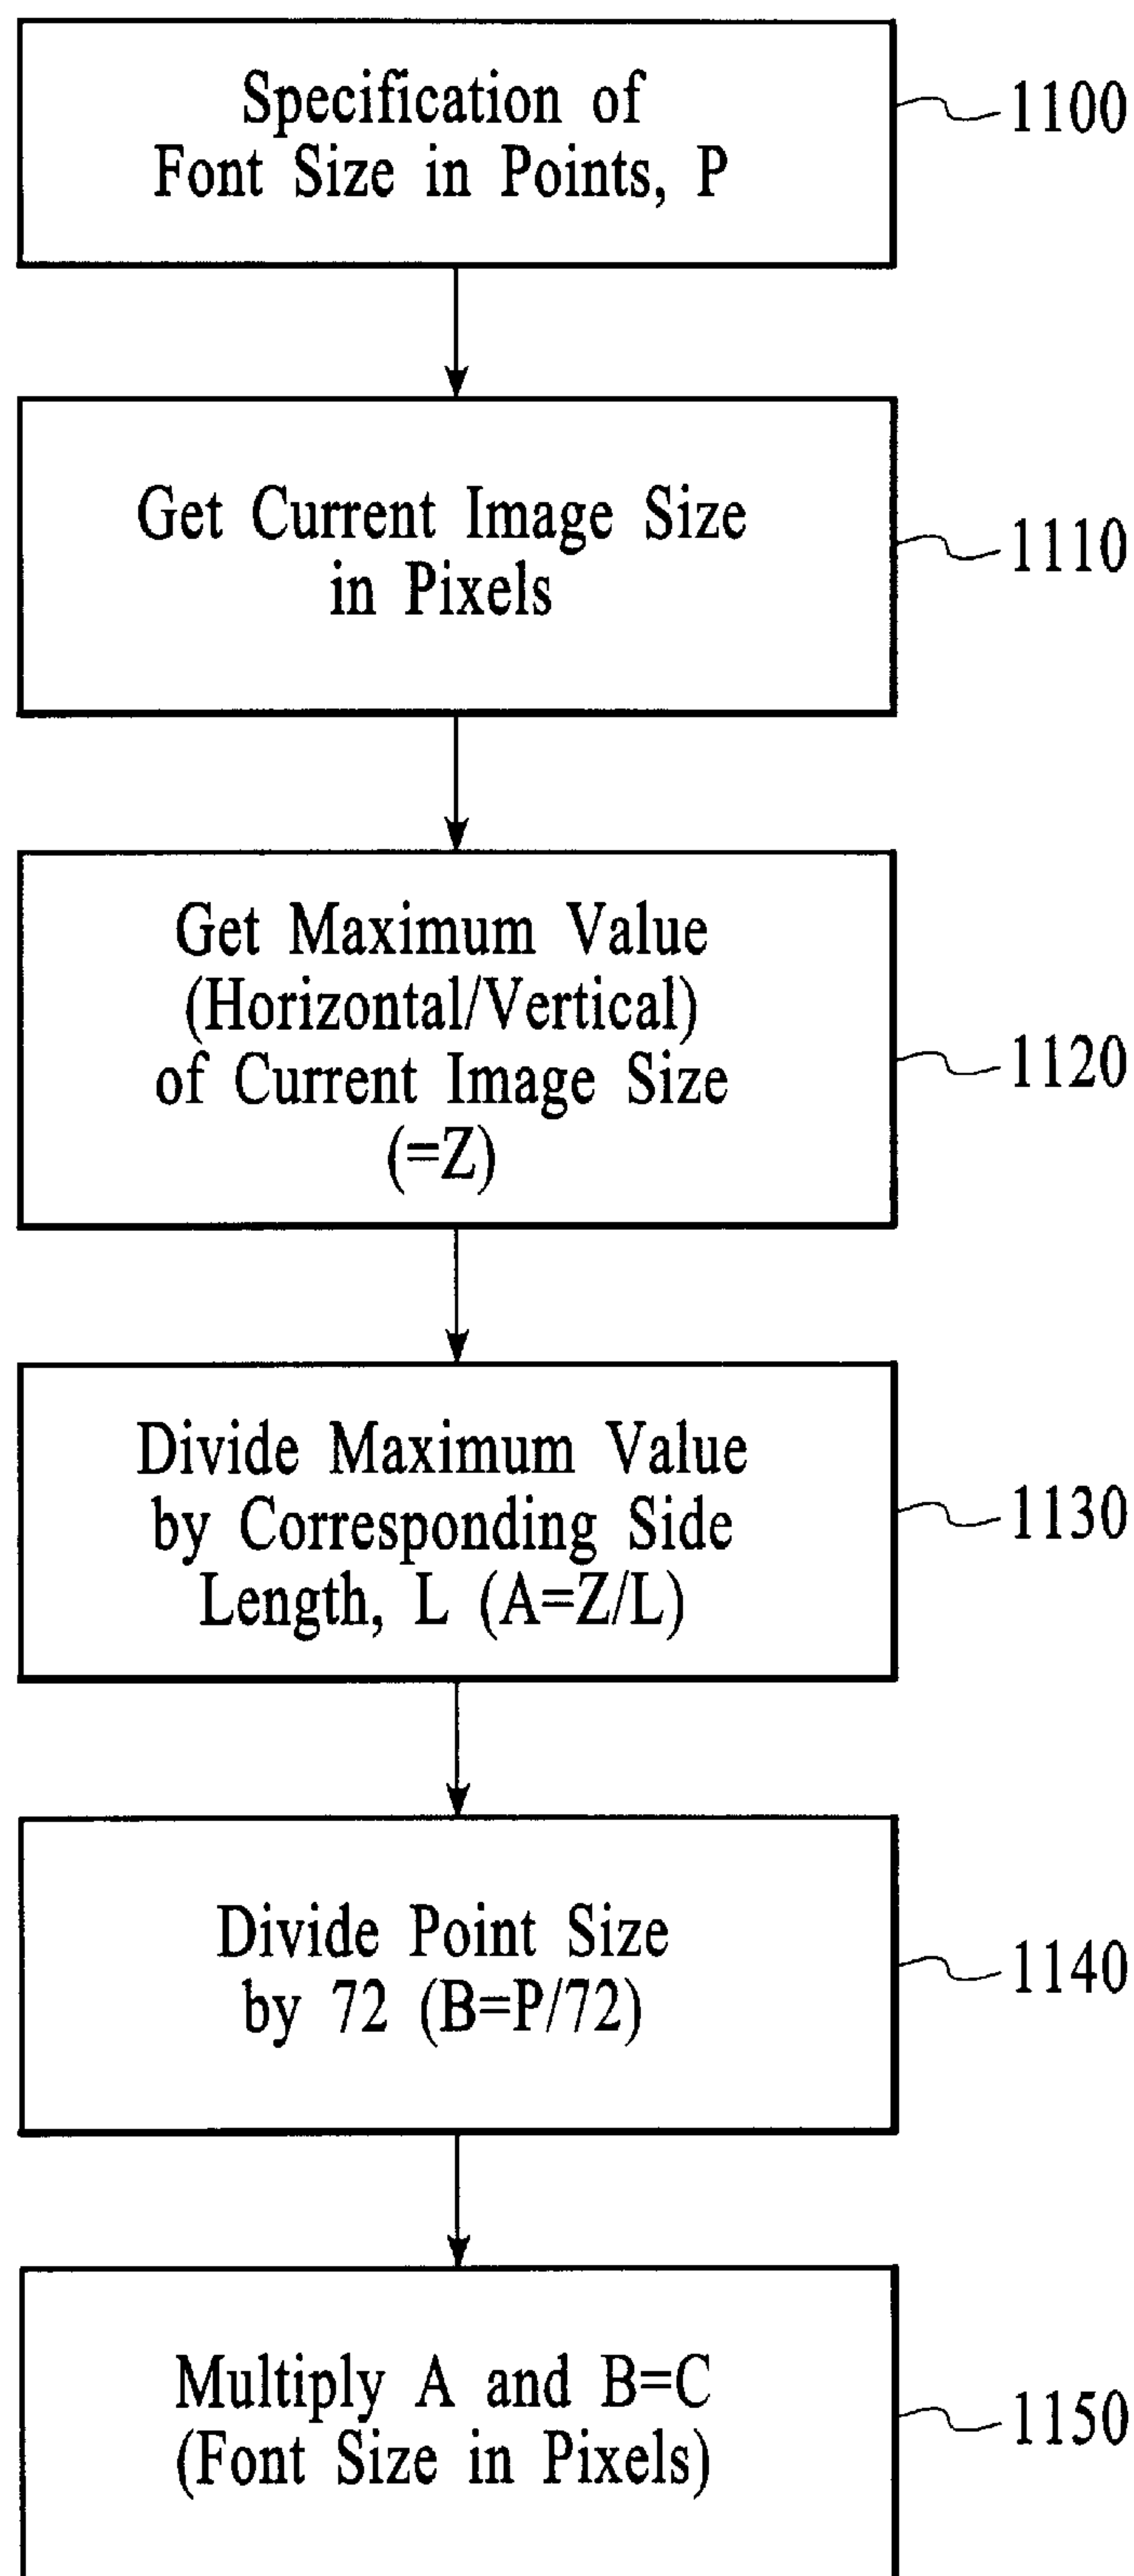 Specification of
Font Size in Points, P
1100
Get Current Image Size
in Pixels
1110
Get Maximum Value
(Horizontal/Vertical)
of Current Image Size
(=Z)
1120
Divide Maximum Value
by Corresponding Side
Length, L (A=Z/L)
1130
Divide Point Size
by 72 (B=P/72)
1140
Multiply A and B=C
(Font Size in Pixels)
1150